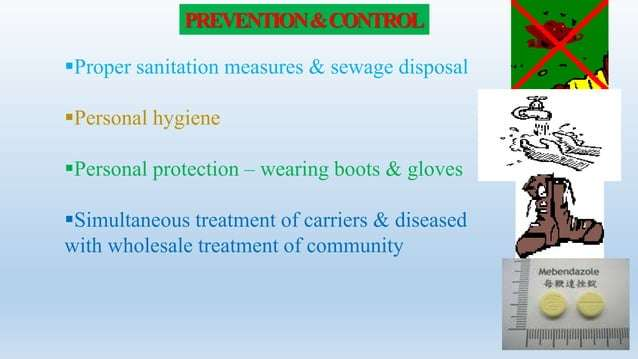 PREVENTION & CONTROL
▪Proper sanitation measures & sewage disposal
▪Personal hygiene
▪Personal protection – wearing boots & gloves
▪Simultaneous treatment of carriers & diseased
with wholesale treatment of community
Mebendazole